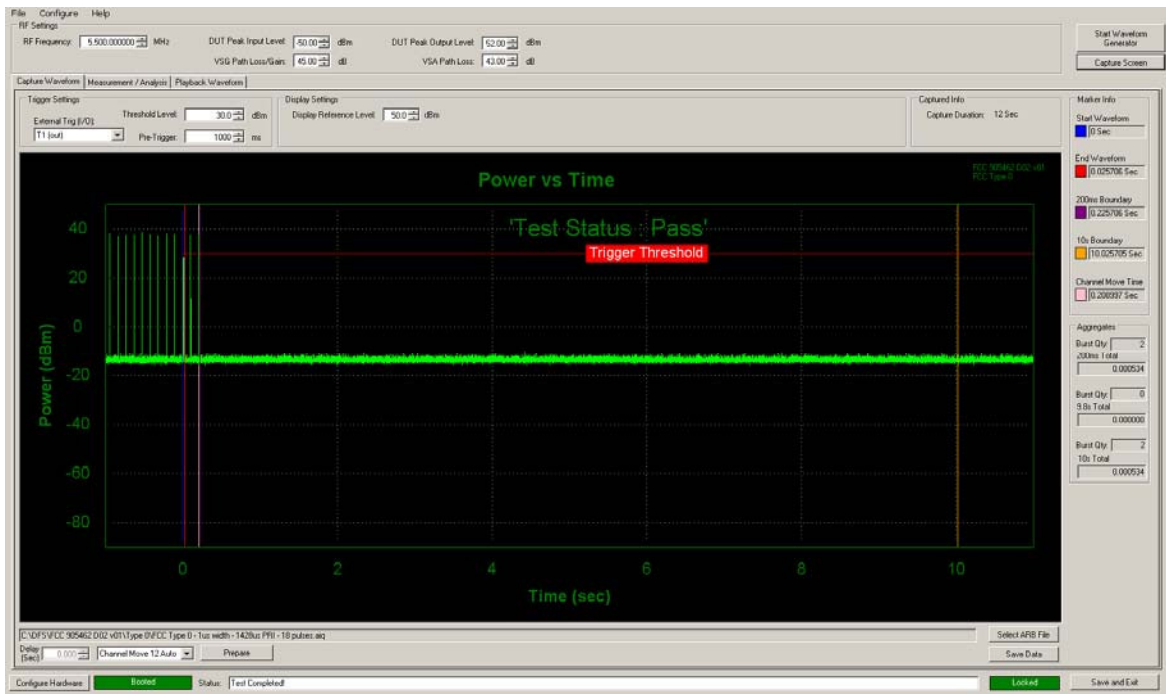 File Configure Help
RF Settings
RF Frequency: 5,500.000000 MHz
DUT Peak Input Level: -50.00 dBm
DUT Peak Output Level: 52.00 dBm
VSG Path Loss/Gain: 45.00 dB
VSA Path Loss: 43.00 dB
Start Waveform Generator
Capture Screen
Capture Waveform Measurement / Analysis Playback Waveform
Trigger Settings
External Trig (I/O):
T1 (out)
Threshold Level: 30.0 dBm
Pre-Trigger: 1000 ms
Display Settings
Display Reference Level: 50.0 dBm
Captured Info
Capture Duration: 12 Sec
Marker Info
Start Waveform
0 Sec
End Waveform
0.025706 Sec
200ms Boundary
0.225706 Sec
10s Boundary
10.025705 Sec
Channel Move Time
0.208997 Sec
Aggregates
Burst Qty: 2
200ms Total
0.000534
Burst Qty: 0
9.8s Total
0.000000
Burst Qty: 2
10s Total
0.000534
Power vs Time
FCC 905462 D02 v01
FCC Type 0
'Test Status : Pass'
Trigger Threshold
40
20
0
-20
-40
-60
-80
Power (dBm)
0 2 4 6 8 10
Time (sec)
C:\DFS\FCC 905462 D02 v01\Type 0\FCC Type 0 - 1us width - 1428us PRI - 18 pulses.aiq
Select ARB File
Delay (Sec) 0.000
Channel Move 12 Auto
Prepare
Save Data
Configure Hardware
Booted
Status: Test Completed!
Locked
Save and Exit